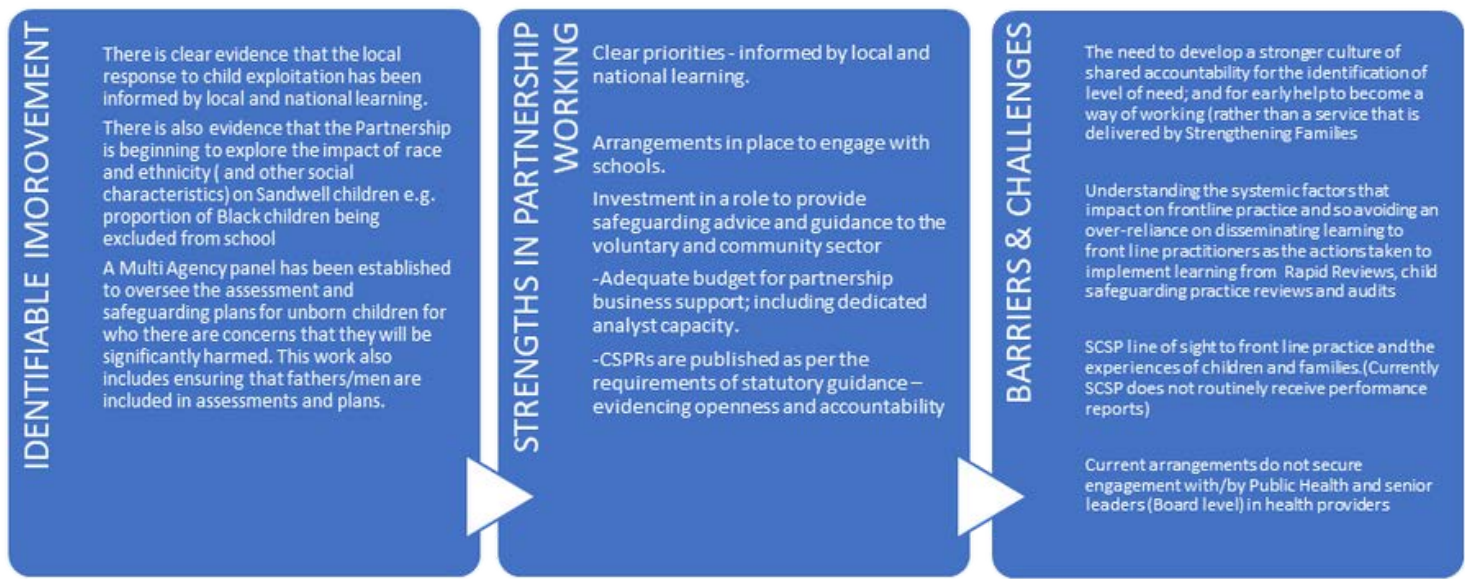 IDENTIFIABLE IMOROVEMENT
There is clear evidence that the local
response to child exploitation has been
informed by local and national learning.
There is also evidence that the Partnership
is beginning to explore the impact of race
and ethnicity ( and other social
characteristics) on Sandwell children e.g.
proportion of Black children being
excluded from school
A Multi Agency panel has been established
to oversee the assessment and
safeguarding plans for unborn children for
who there are concerns that they will be
significantly harmed. This work also
includes ensuring that fathers/men are
included in assessments and plans.
STRENGTHS IN PARTNERSHIP
WORKING
Clear priorities - informed by local and
national learning.
Arrangements in place to engage with
schools.
Investment in a role to provide
safeguarding advice and guidance to the
voluntary and community sector
-Adequate budget for partnership
business support; including dedicated
analyst capacity.
-CSPRs are published as per the
requirements of statutory guidance –
evidencing openness and accountability
BARRIERS & CHALLENGES
The need to develop a stronger culture of
shared accountability for the identification of
level of need; and for early help to become a
way of working (rather than a service that is
delivered by Strengthening Families
Understanding the systemic factors that
impact on frontline practice and so avoiding an
over-reliance on disseminating learning to
front line practitioners as the actions taken to
implement learning from Rapid Reviews, child
safeguarding practice reviews and audits
SCSP line of sight to front line practice and the
experiences of children and families.(Currently
SCSP does not routinely receive performance
reports)
Current arrangements do not secure
engagement with/by Public Health and senior
leaders (Board level) in health providers